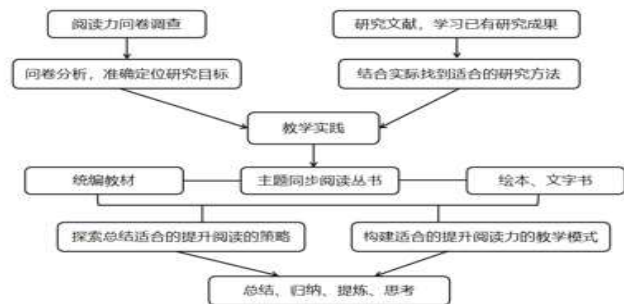 阅读力问卷调查
研究文献，学习已有研究成果
问卷分析，准确定位研究目标
结合实际找到适合的研究方法
教学实践
统编教材
主题同步阅读丛书
绘本、文字书
探索总结适合的提升阅读的策略
构建适合的提升阅读力的教学模式
总结、归纳、提炼、思考